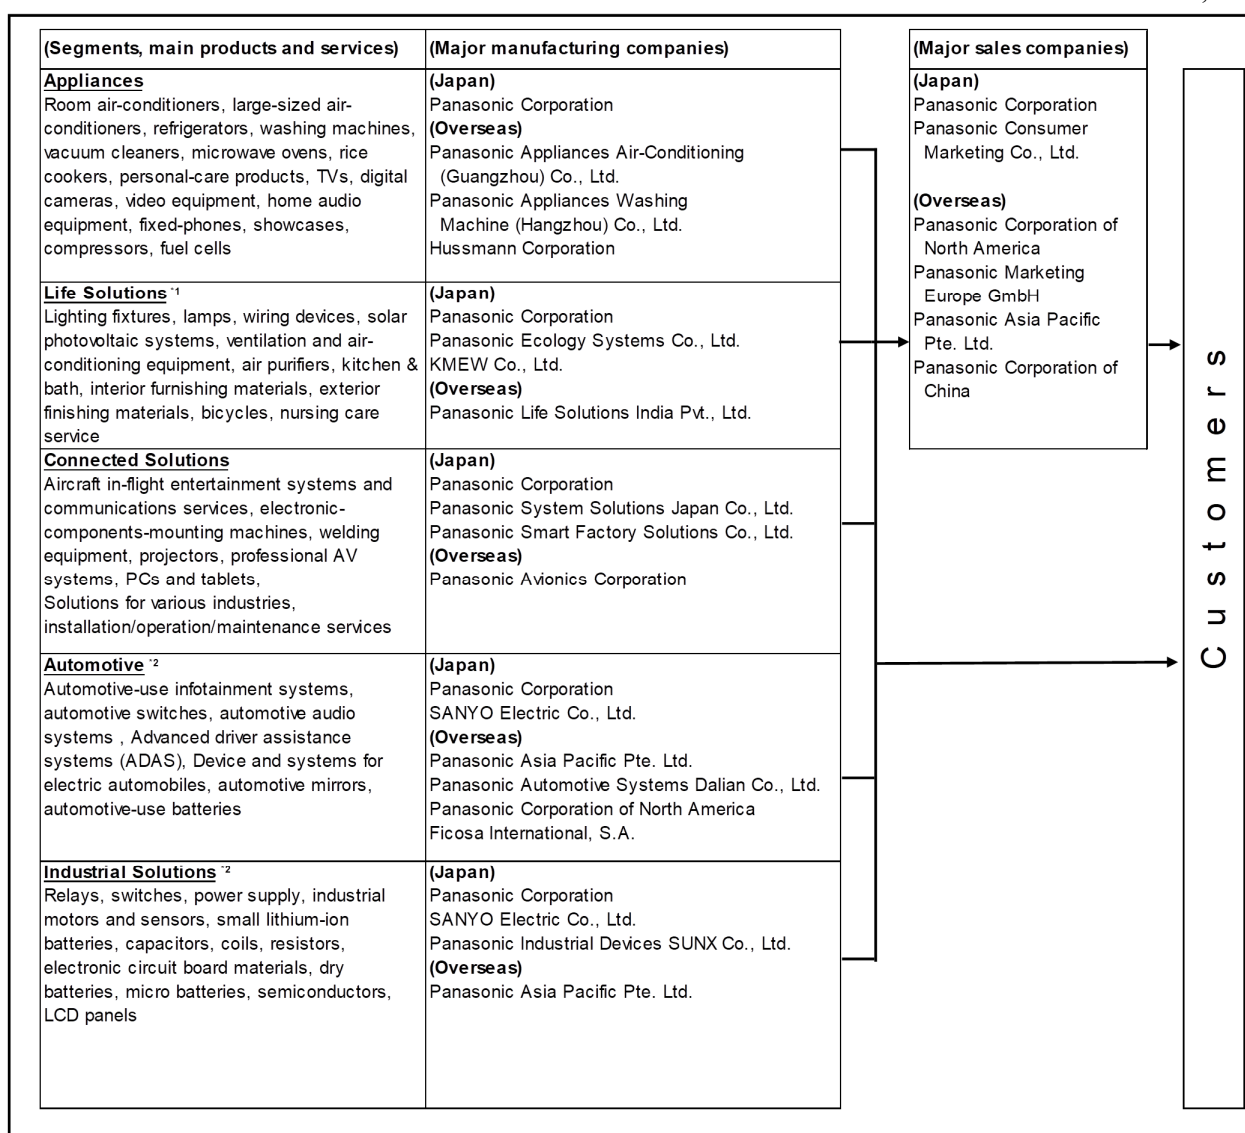 (Segments, main products and services)
(Major manufacturing companies)
(Major sales companies)
Appliances
Room air-conditioners, large-sized air-
conditioners, refrigerators, washing machines,
vacuum cleaners, microwave ovens, rice
cookers, personal-care products, TVs, digital
cameras, video equipment, home audio
equipment, fixed-phones, showcases,
compressors, fuel cells
(Japan)
Panasonic Corporation
(Overseas)
Panasonic Appliances Air-Conditioning
(Guangzhou) Co., Ltd.
Panasonic Appliances Washing
Machine (Hangzhou) Co., Ltd.
Hussmann Corporation
Life Solutions *1
Lighting fixtures, lamps, wiring devices, solar
photovoltaic systems, ventilation and air-
conditioning equipment, air purifiers, kitchen &
bath, interior furnishing materials, exterior
finishing materials, bicycles, nursing care
service
(Japan)
Panasonic Corporation
Panasonic Ecology Systems Co., Ltd.
KMEW Co., Ltd.
(Overseas)
Panasonic Life Solutions India Pvt., Ltd.
Connected Solutions
Aircraft in-flight entertainment systems and
communications services, electronic-
components-mounting machines, welding
equipment, projectors, professional AV
systems, PCs and tablets,
Solutions for various industries,
installation/operation/maintenance services
(Japan)
Panasonic Corporation
Panasonic System Solutions Japan Co., Ltd.
Panasonic Smart Factory Solutions Co., Ltd.
(Overseas)
Panasonic Avionics Corporation
Automotive *2
Automotive-use infotainment systems,
automotive switches, automotive audio
systems , Advanced driver assistance
systems (ADAS), Device and systems for
electric automobiles, automotive mirrors,
automotive-use batteries
(Japan)
Panasonic Corporation
SANYO Electric Co., Ltd.
(Overseas)
Panasonic Asia Pacific Pte. Ltd.
Panasonic Automotive Systems Dalian Co., Ltd.
Panasonic Corporation of North America
Ficosa International, S.A.
Industrial Solutions *2
Relays, switches, power supply, industrial
motors and sensors, small lithium-ion
batteries, capacitors, coils, resistors,
electronic circuit board materials, dry
batteries, micro batteries, semiconductors,
LCD panels
(Japan)
Panasonic Corporation
SANYO Electric Co., Ltd.
Panasonic Industrial Devices SUNX Co., Ltd.
(Overseas)
Panasonic Asia Pacific Pte. Ltd.
(Japan)
Panasonic Corporation
Panasonic Consumer
Marketing Co., Ltd.
(Overseas)
Panasonic Corporation of
North America
Panasonic Marketing
Europe GmbH
Panasonic Asia Pacific
Pte. Ltd.
Panasonic Corporation of
China
Customers